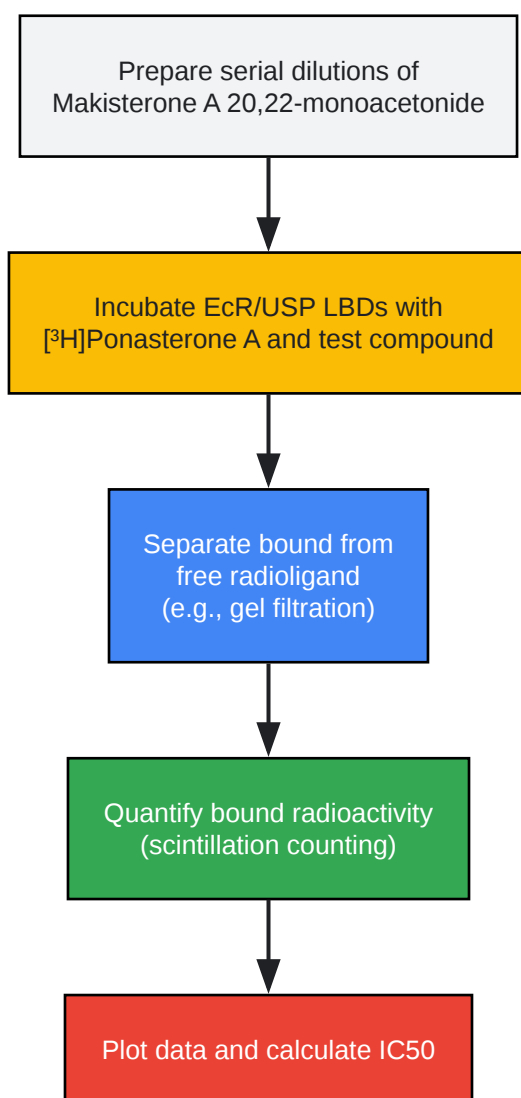 Prepare serial dilutions of
Makisterone A 20,22-monoacetonide
Incubate EcR/USP LBDs with
[³H]Ponasterone A and test compound
Separate bound from
free radioligand
(e.g., gel filtration)
Quantify bound radioactivity
(scintillation counting)
Plot data and calculate IC50